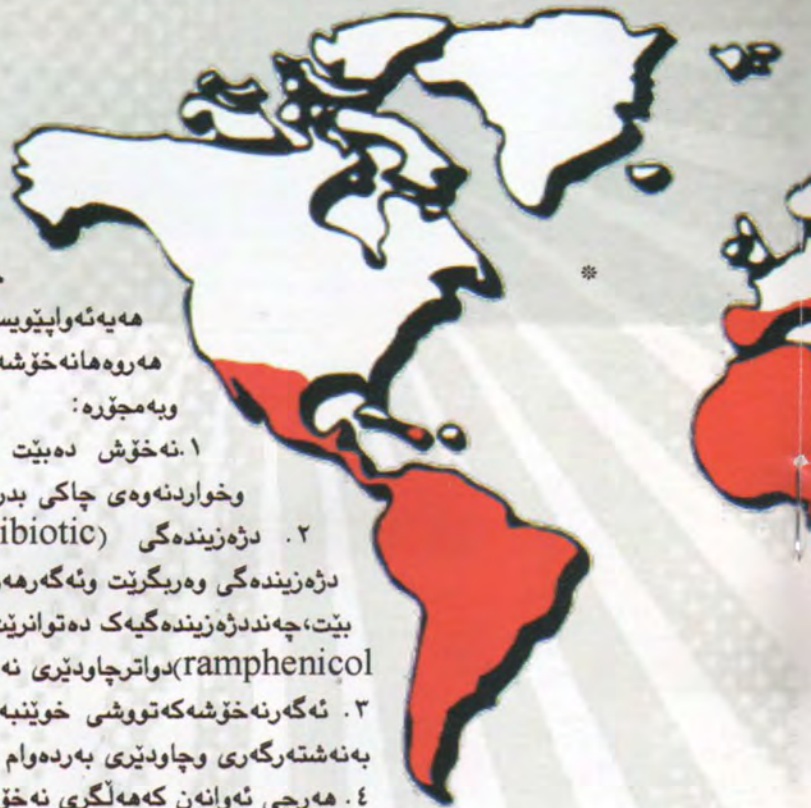 هەیەئەواپێویس
هەروەهانەخۆشە
وبەمجۆرە:
١.نەخۆش دەبێت
وخواردنەوەی چاکی بدر
٢. دژەزیندەگی (ibiotic
دژەزیندەگی وەربگرێت وئەگەرهە
بێت،چەنددژەزیندەگیەک دەتوانرێت
ramphenicol)دواترچاودێری نە
٣. ئەگەرنەخۆشەکەتووشی خوێنبە
بەنەشتەرگەری وچاودێری بەردەوام
٤. هەرچی ئەوانەن کەهەڵگری نەخۆ